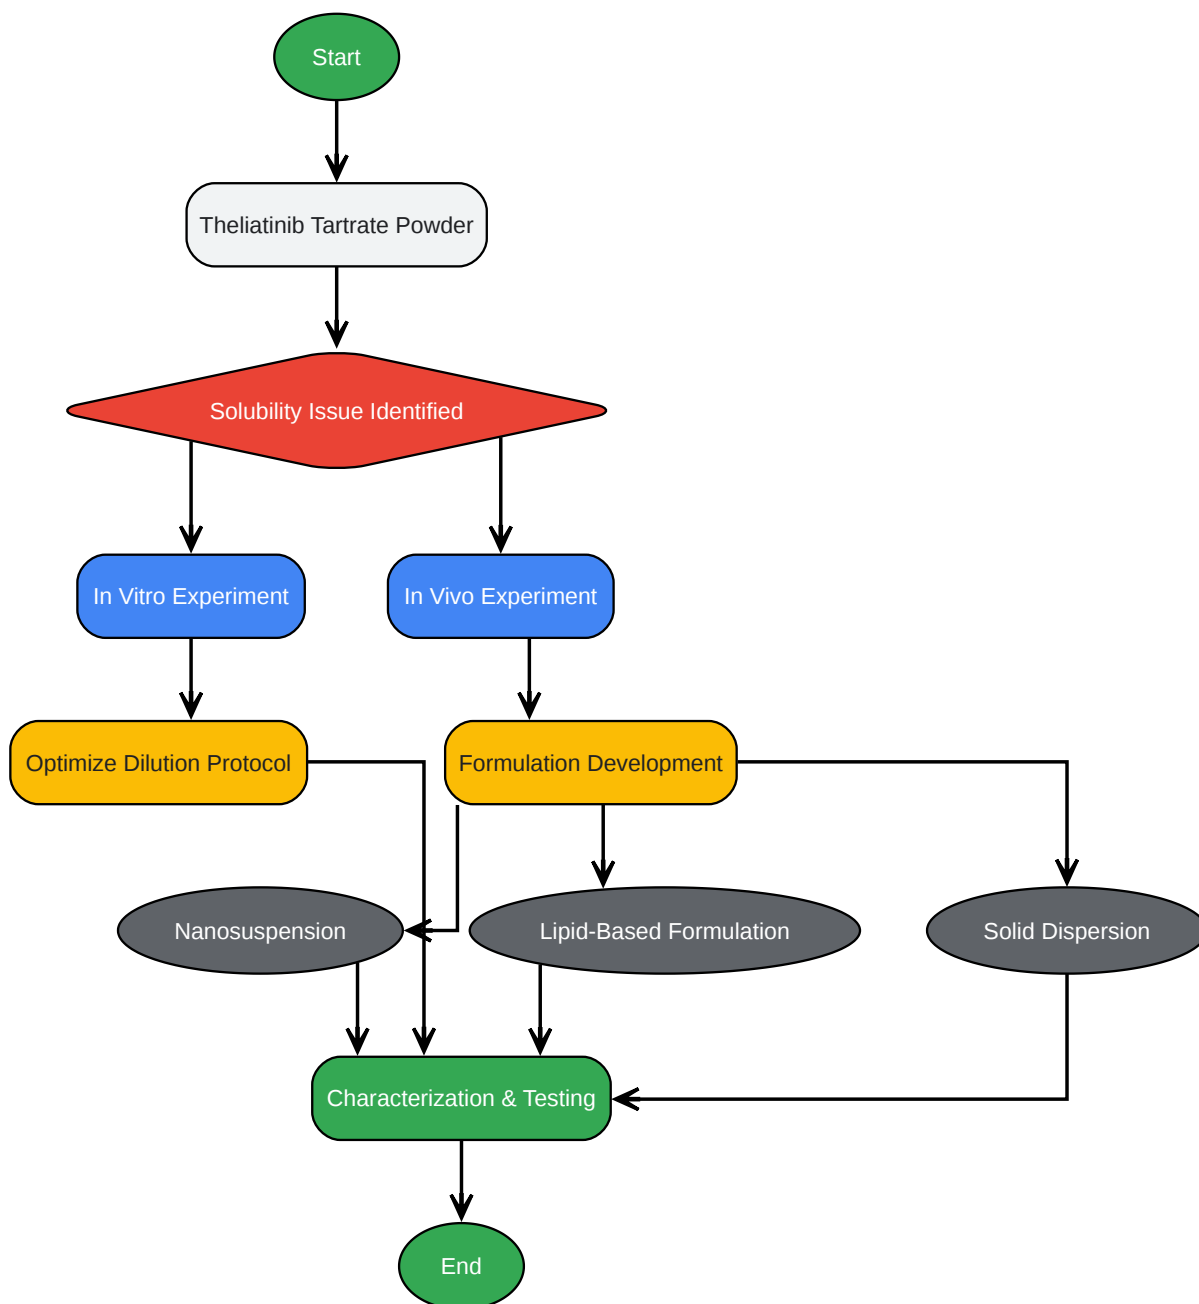 Start
Theliatinib Tartrate Powder
Solubility Issue Identified
In Vitro Experiment
In Vivo Experiment
Optimize Dilution Protocol
Formulation Development
Nanosuspension
Lipid-Based Formulation
Solid Dispersion
Characterization & Testing
End